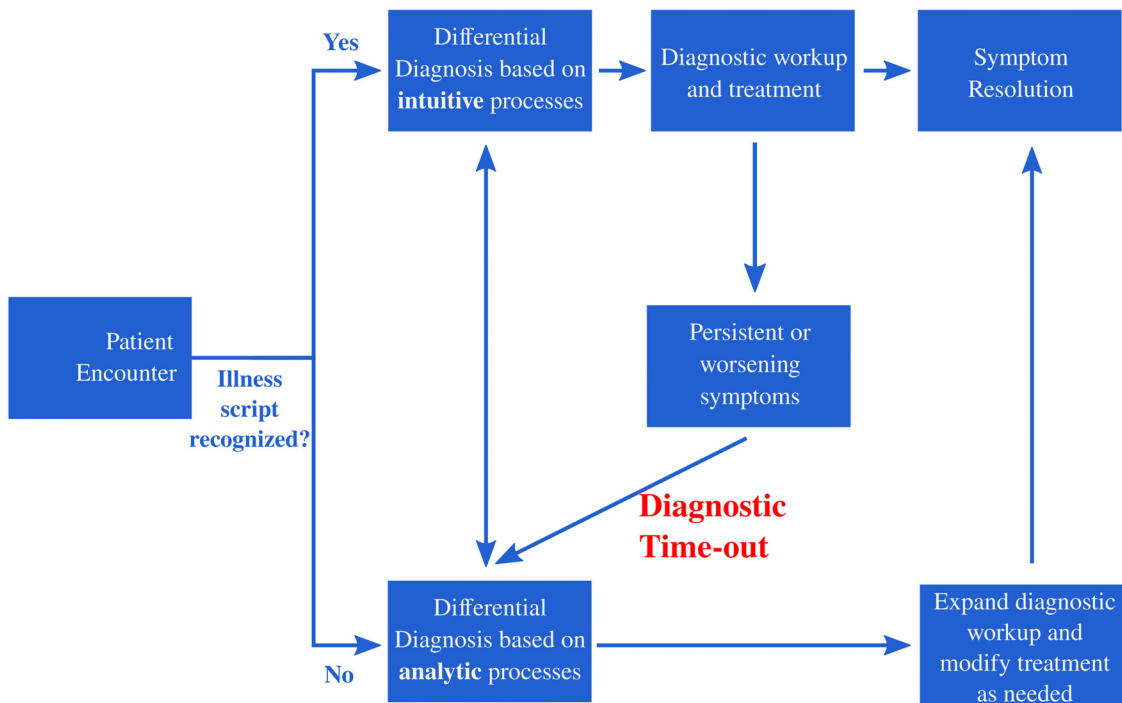 Yes
Differential
Diagnosis based on
intuitive processes
Diagnostic workup
and treatment
Symptom
Resolution
Patient
Encounter
Illness
script
recognized?
Persistent or
worsening
symptoms
Diagnostic
Time-out
No
Differential
Diagnosis based on
analytic processes
Expand diagnostic
workup and
modify treatment
as needed